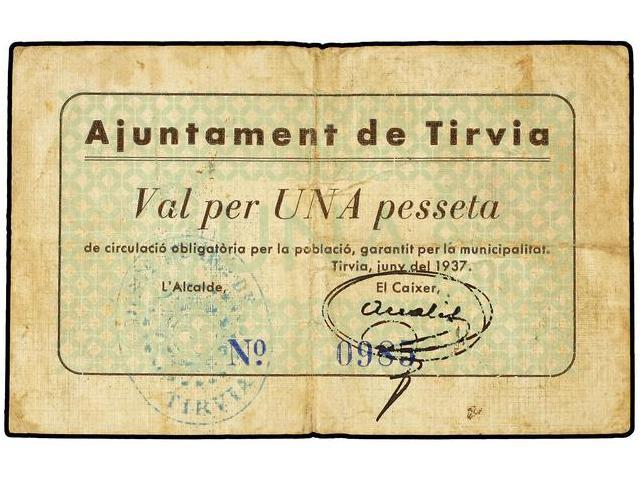 Ajuntament de Tirvia
Val per UNA pesseta
de circulació obligatòria per la població, garantit per la municipalitat.
Tirvia, juny del 1937.
L'Alcalde, El Caixer,
Nº 0985
TIRVIA